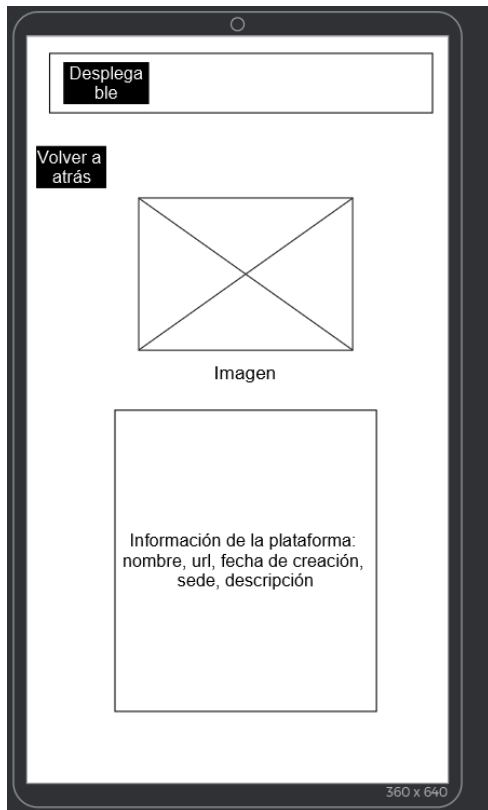 Desplega
ble
Volver a
atrás
Imagen
Información de la plataforma:
nombre, url, fecha de creación,
sede, descripción
360 x 640